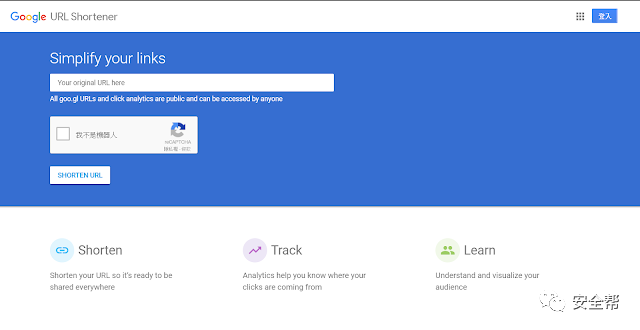 Google URL Shortener
登入
Simplify your links
Your original URL here
All goo.gl URLs and click analytics are public and can be accessed by anyone
我不是機器人
reCAPTCHA
隱私權 - 條款
SHORTEN URL
Shorten
Shorten your URL so it's ready to
be shared everywhere
Track
Analytics help you know where your
clicks are coming from
Learn
Understand and visualize your
audience
安全帮